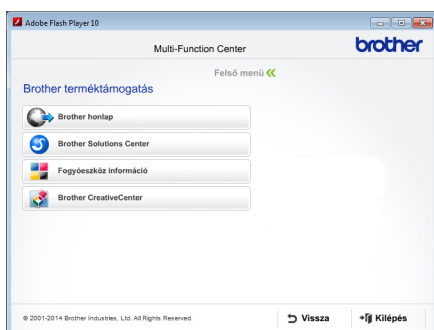 Adobe Flash Player 10
Multi-Function Center
brother
Felső menü
Brother terméktámogatás
Brother honlap
Brother Solutions Center
Fogyóeszköz információ
Brother CreativeCenter
© 2001-2014 Brother Industries, Ltd. All Rights Reserved.
Vissza
Kilépés